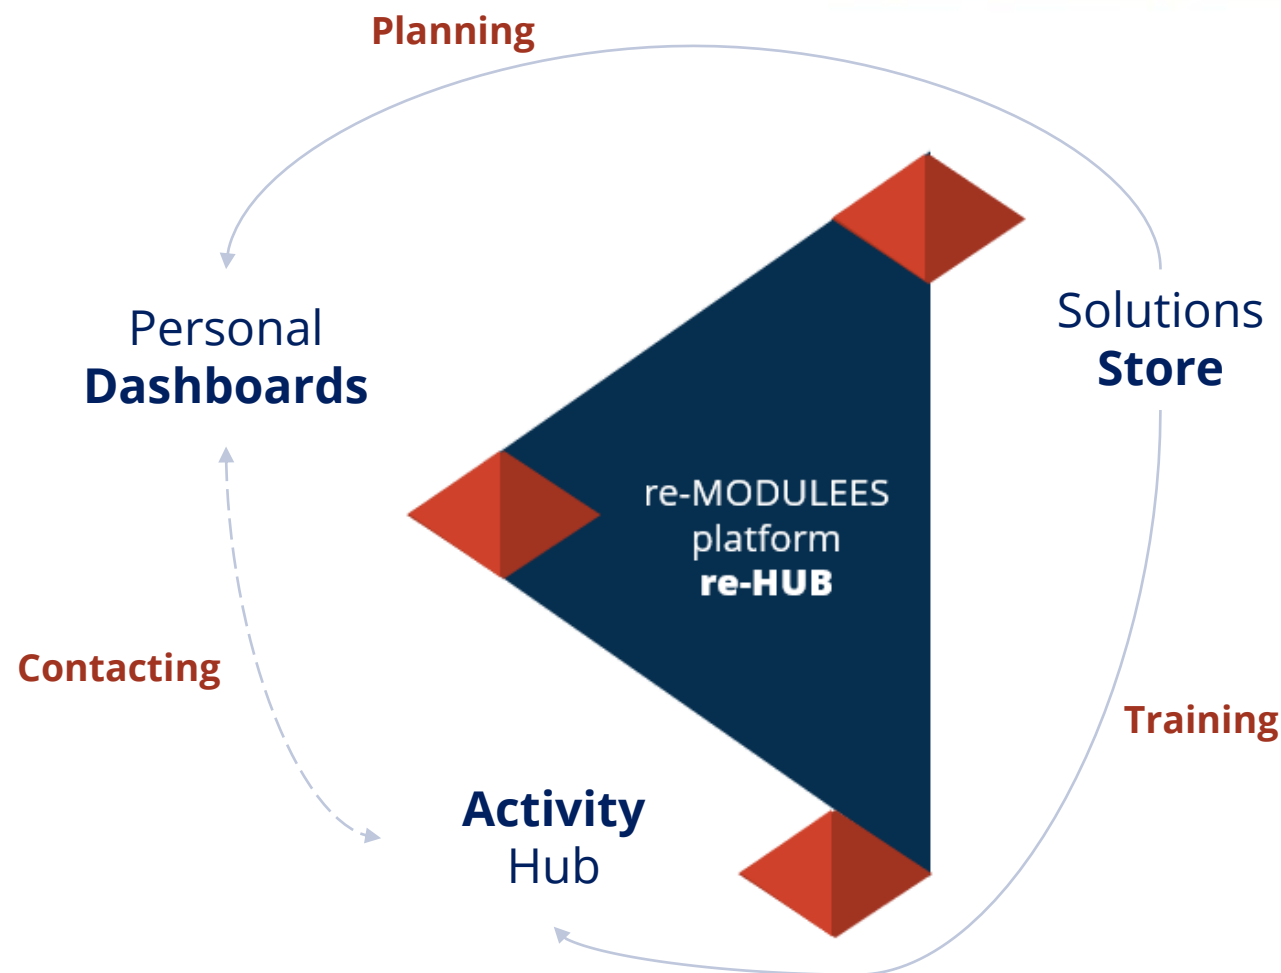 Planning
Personal
Dashboards
Solutions
Store
re-MODULEES
platform
re-HUB
Contacting
Training
Activity
Hub